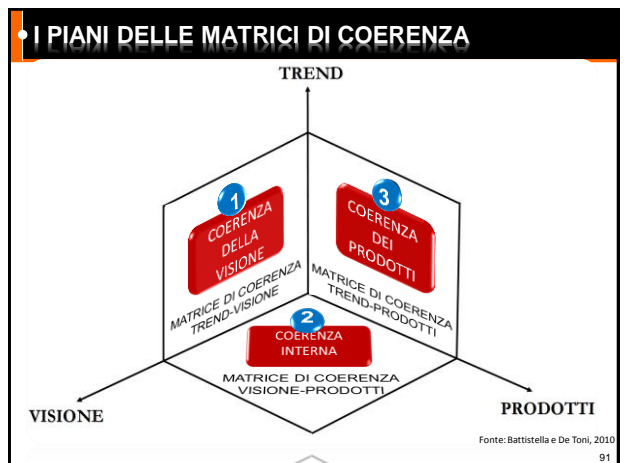 I PIANI DELLE MATRICI DI COERENZA
TREND
1
COERENZA
DELLA
VISIONE
MATRICE DI COERENZA
TREND-VISIONE
3
COERENZA
DEI
PRODOTTI
MATRICE DI COERENZA
TREND-PRODOTTI
2
COERENZA
INTERNA
MATRICE DI COERENZA
VISIONE-PRODOTTI
VISIONE
PRODOTTI
Fonte: Battistella e De Toni, 2010
91